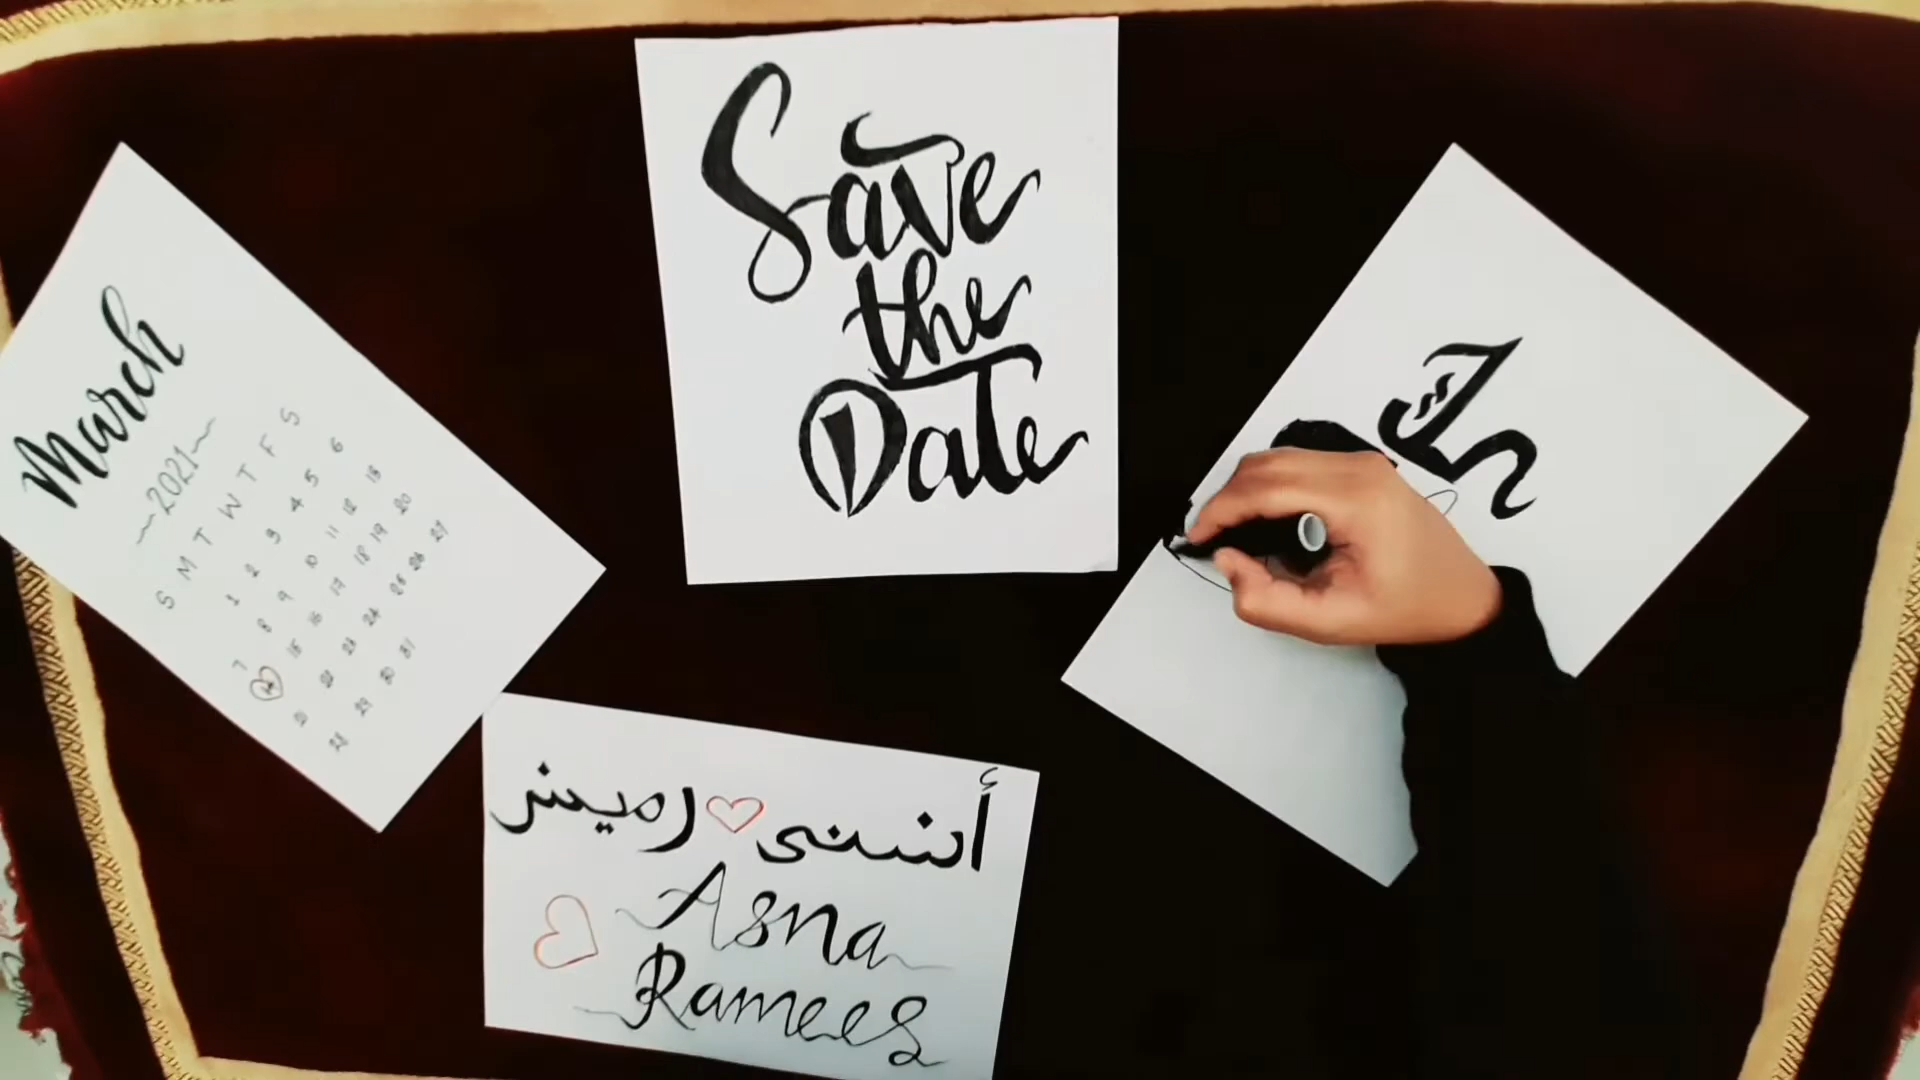 Save
the
Date
March
~2021~
S M T W T F S
1 2 3 4 5 6
7 8 9 10 11 12 13
14 15 16 17 18 19 20
21 22 23 24 25 26 27
28 29 30 31
أسنى ♡ رميز
Asna
Ramees
In